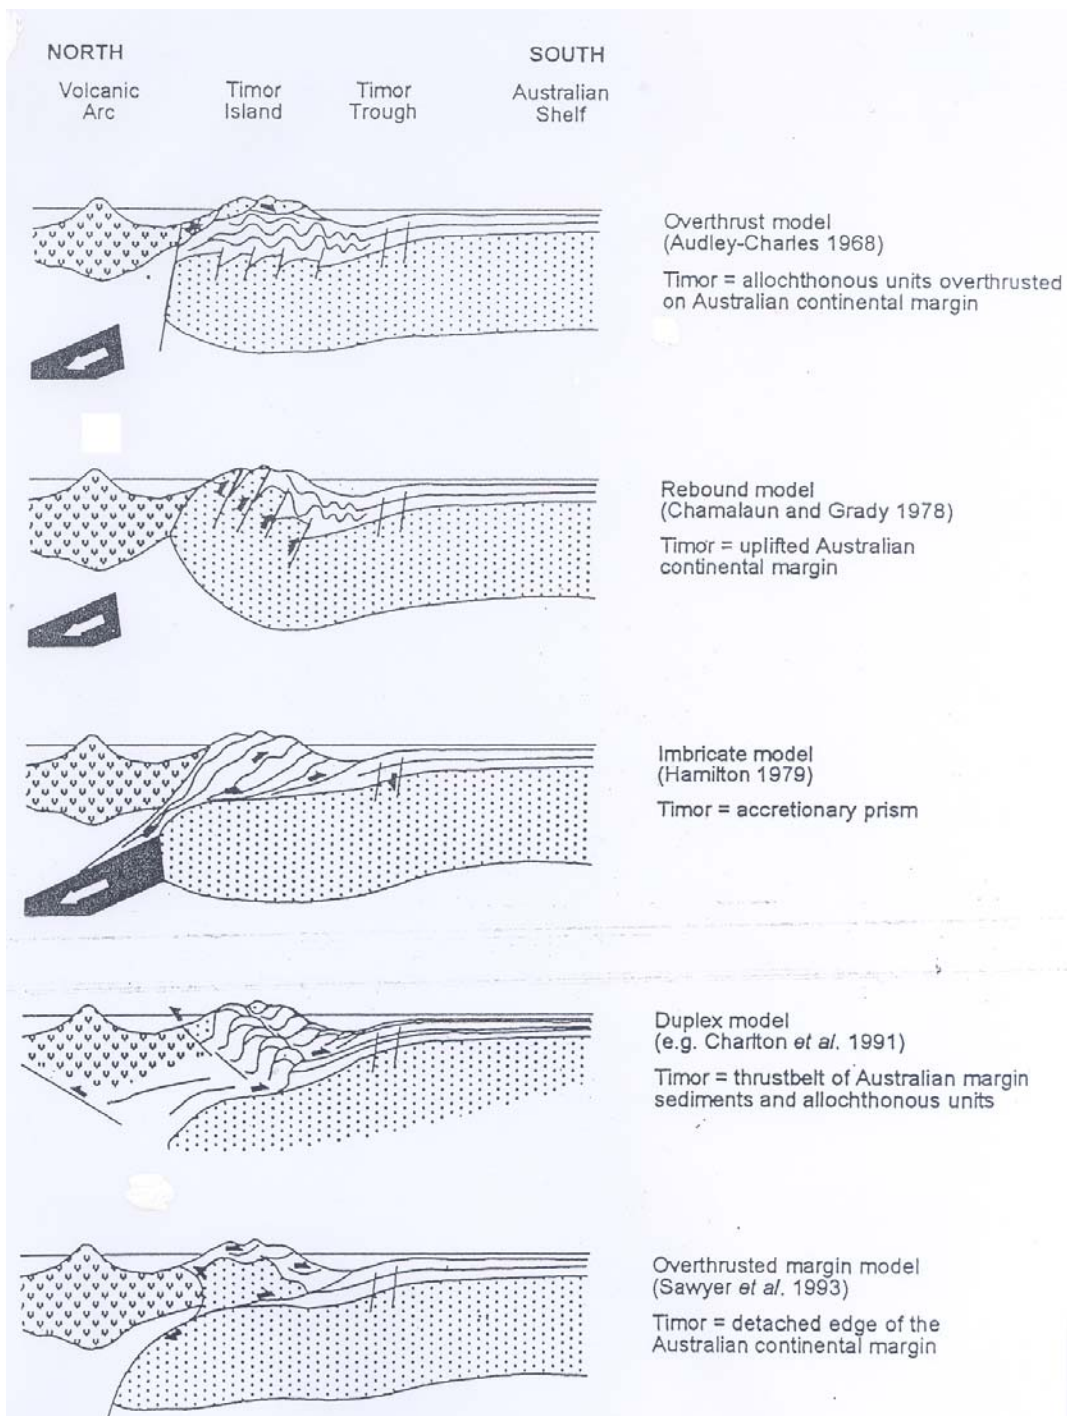 NORTH
SOUTH
Volcanic
Arc
Timor
Island
Timor
Trough
Australian
Shelf
Overthrust model
(Audley-Charles 1968)
Timor = allochthonous units overthrusted
on Australian continental margin
Rebound model
(Chamalaun and Grady 1978)
Timor = uplifted Australian
continental margin
Imbricate model
(Hamilton 1979)
Timor = accretionary prism
Duplex model
(e.g. Charlton et al. 1991)
Timor = thrustbelt of Australian margin
sediments and allochthonous units
Overthrusted margin model
(Sawyer et al. 1993)
Timor = detached edge of the
Australian continental margin